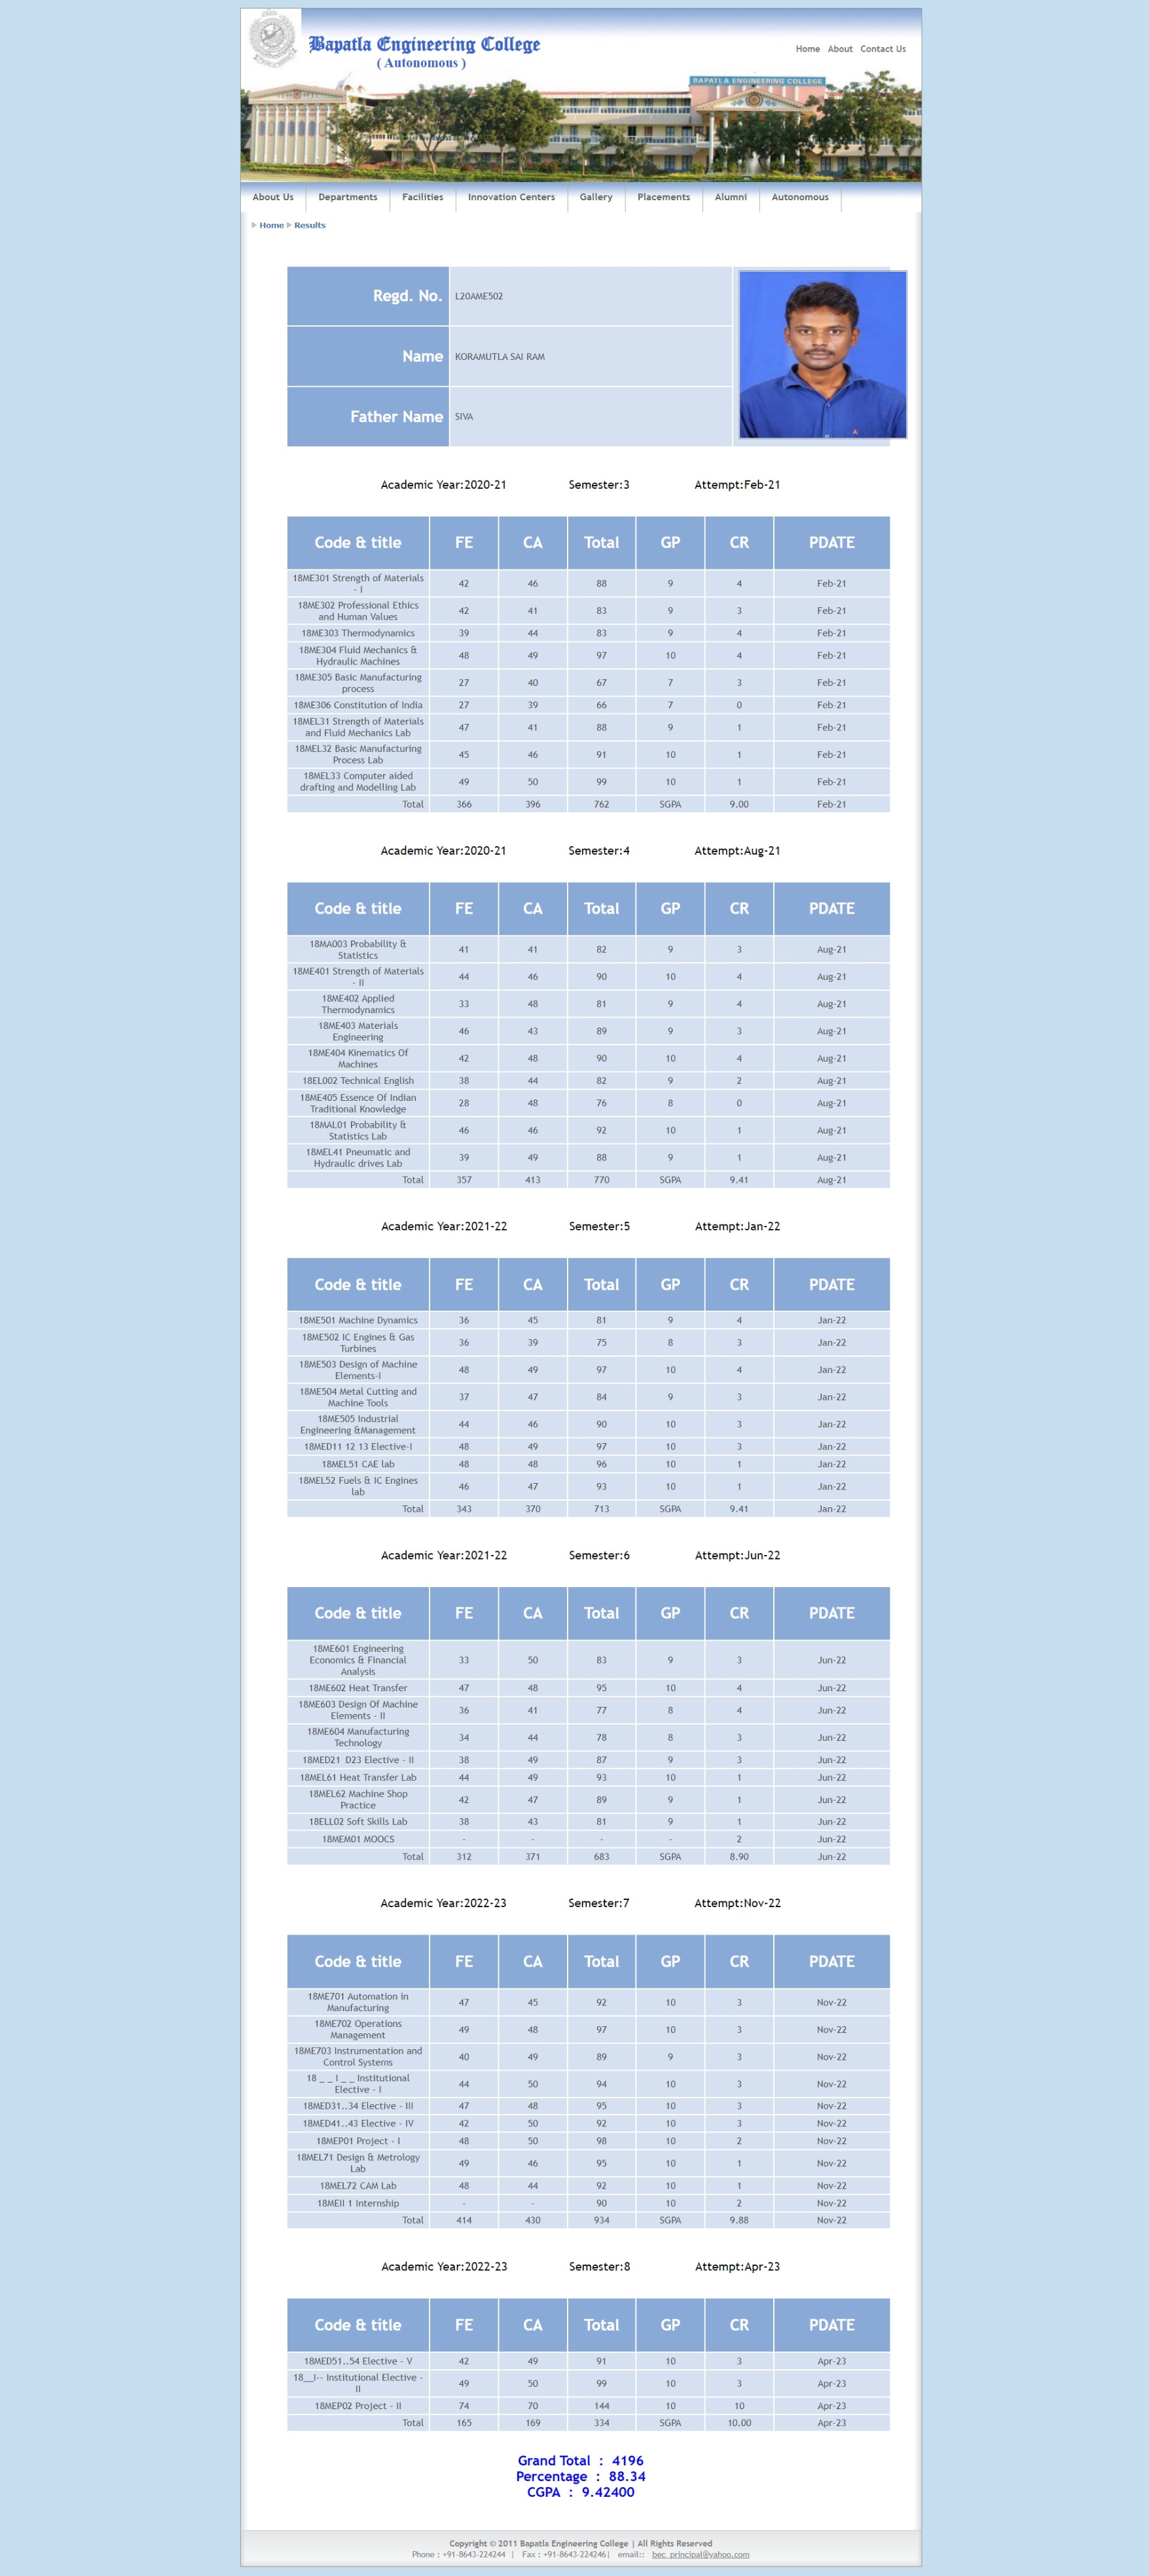 Bapatla Engineering College
( Autonomous )
Home About Contact Us
BAPATLA ENGINEERING COLLEGE
About Us Departments Facilities Innovation Centers Gallery Placements Alumni Autonomous
Home Results
Regd. No. L20AME502
Name KORAMUTLA SAI RAM
Father Name SIVA
Academic Year:2020-21 Semester:3 Attempt:Feb-21
Code & title FE CA Total GP CR PDATE
18ME301 Strength of Materials
- I 42 46 88 9 4 Feb-21
18ME302 Professional Ethics
and Human Values 42 41 83 9 3 Feb-21
18ME303 Thermodynamics 39 44 83 9 4 Feb-21
18ME304 Fluid Mechanics &
Hydraulic Machines 48 49 97 10 4 Feb-21
18ME305 Basic Manufacturing
process 27 40 67 7 3 Feb-21
18ME306 Constitution of India 27 39 66 7 0 Feb-21
18MEL31 Strength of Materials
and Fluid Mechanics Lab 47 41 88 9 1 Feb-21
18MEL32 Basic Manufacturing
Process Lab 45 46 91 10 1 Feb-21
18MEL33 Computer aided
drafting and Modelling Lab 49 50 99 10 1 Feb-21
Total 366 396 762 SGPA 9.00 Feb-21
Academic Year:2020-21 Semester:4 Attempt:Aug-21
Code & title FE CA Total GP CR PDATE
18MA003 Probability &
Statistics 41 41 82 9 3 Aug-21
18ME401 Strength of Materials
- II 44 46 90 10 4 Aug-21
18ME402 Applied
Thermodynamics 33 48 81 9 4 Aug-21
18ME403 Materials
Engineering 46 43 89 9 3 Aug-21
18ME404 Kinematics Of
Machines 42 48 90 10 4 Aug-21
18EL002 Technical English 38 44 82 9 2 Aug-21
18ME405 Essence Of Indian
Traditional Knowledge 28 48 76 8 0 Aug-21
18MAL01 Probability &
Statistics Lab 46 46 92 10 1 Aug-21
18MEL41 Pneumatic and
Hydraulic drives Lab 39 49 88 9 1 Aug-21
Total 357 413 770 SGPA 9.41 Aug-21
Academic Year:2021-22 Semester:5 Attempt:Jan-22
Code & title FE CA Total GP CR PDATE
18ME501 Machine Dynamics 36 45 81 9 4 Jan-22
18ME502 IC Engines & Gas
Turbines 36 39 75 8 3 Jan-22
18ME503 Design of Machine
Elements-I 48 49 97 10 4 Jan-22
18ME504 Metal Cutting and
Machine Tools 37 47 84 9 3 Jan-22
18ME505 Industrial
Engineering &Management 44 46 90 10 3 Jan-22
18MED11 12 13 Elective-I 48 49 97 10 3 Jan-22
18MEL51 CAE lab 48 48 96 10 1 Jan-22
18MEL52 Fuels & IC Engines
lab 46 47 93 10 1 Jan-22
Total 343 370 713 SGPA 9.41 Jan-22
Academic Year:2021-22 Semester:6 Attempt:Jun-22
Code & title FE CA Total GP CR PDATE
18ME601 Engineering
Economics & Financial
Analysis 33 50 83 9 3 Jun-22
18ME602 Heat Transfer 47 48 95 10 4 Jun-22
18ME603 Design Of Machine
Elements - II 36 41 77 8 4 Jun-22
18ME604 Manufacturing
Technology 34 44 78 8 3 Jun-22
18MED21 D23 Elective - II 38 49 87 9 3 Jun-22
18MEL61 Heat Transfer Lab 44 49 93 10 1 Jun-22
18MEL62 Machine Shop
Practice 42 47 89 9 1 Jun-22
18ELL02 Soft Skills Lab 38 43 81 9 1 Jun-22
18MEM01 MOOCS - - - - 2 Jun-22
Total 312 371 683 SGPA 8.90 Jun-22
Academic Year:2022-23 Semester:7 Attempt:Nov-22
Code & title FE CA Total GP CR PDATE
18ME701 Automation in
Manufacturing 47 45 92 10 3 Nov-22
18ME702 Operations
Management 49 48 97 10 3 Nov-22
18ME703 Instrumentation and
Control Systems 40 49 89 9 3 Nov-22
18 _ _ I _ _ Institutional
Elective - I 44 50 94 10 3 Nov-22
18MED31..34 Elective - III 47 48 95 10 3 Nov-22
18MED41..43 Elective - IV 42 50 92 10 3 Nov-22
18MEP01 Project - I 48 50 98 10 2 Nov-22
18MEL71 Design & Metrology
Lab 49 46 95 10 1 Nov-22
18MEL72 CAM Lab 48 44 92 10 1 Nov-22
18MEII 1 Internship - - 90 10 2 Nov-22
Total 414 430 934 SGPA 9.88 Nov-22
Academic Year:2022-23 Semester:8 Attempt:Apr-23
Code & title FE CA Total GP CR PDATE
18MED51..54 Elective - V 42 49 91 10 3 Apr-23
18__I-- Institutional Elective -
II 49 50 99 10 3 Apr-23
18MEP02 Project - II 74 70 144 10 10 Apr-23
Total 165 169 334 SGPA 10.00 Apr-23
Grand Total : 4196
Percentage : 88.34
CGPA : 9.42400
Copyright © 2011 Bapatla Engineering College | All Rights Reserved
Phone : +91-8643-224244 | Fax : +91-8643-224246| email:: bec_principal@yahoo.com